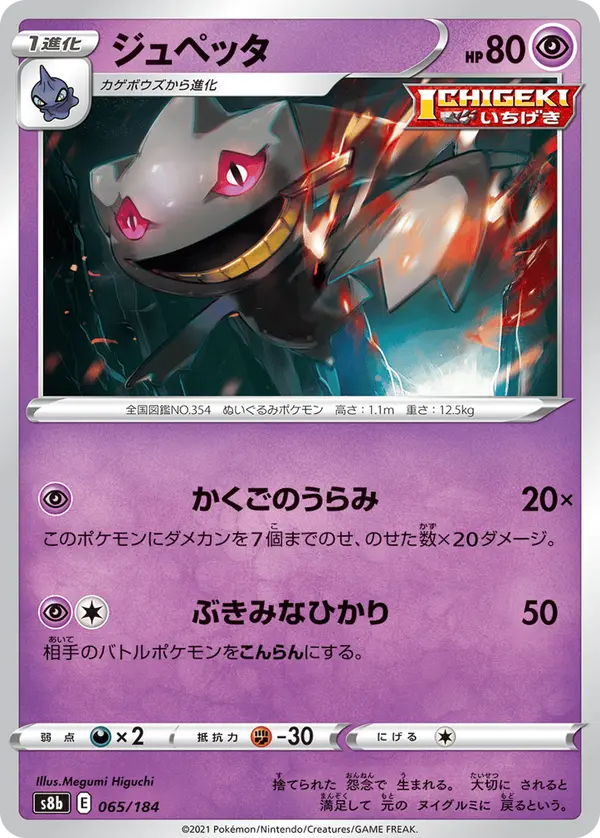 1進化
ジュペッタ
HP80
カゲボウズから進化
ICHIGEKI
いちげき
全国図鑑NO.354 ぬいぐるみポケモン 高さ:1.1m 重さ:12.5kg
かくごのうらみ 20×
このポケモンにダメカンを7個までのせ、のせた数×20ダメージ。
ぶきみなひかり 50
相手のバトルポケモンをこんらんにする。
弱点 ×2 抵抗力 -30 にげる
Illus.Megumi Higuchi
捨てられた 怨念で 生まれる。 大切に されると
満足して 元の ヌイグルミに 戻るという。
s8b E 065/184
©2021 Pokémon/Nintendo/Creatures/GAME FREAK.